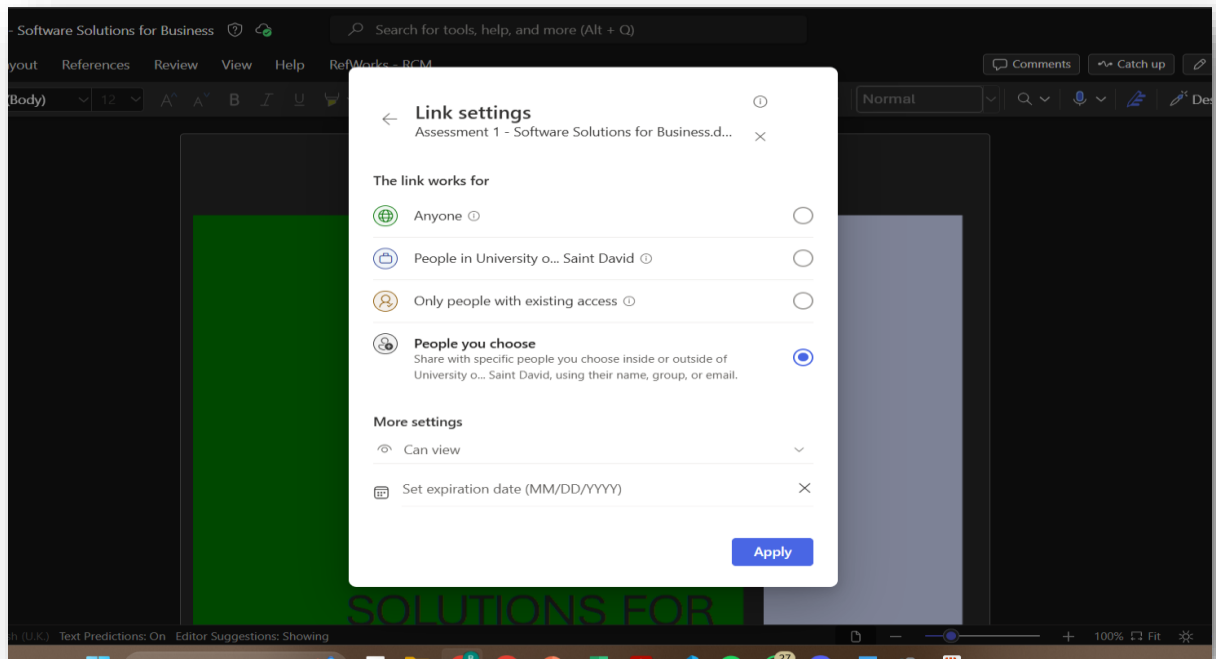 - Software Solutions for Business
Search for tools, help, and more (Alt + Q)
yout References Review View Help RefWorks - RCM
Comments Catch up
(Body) 12 A A B I U Normal Des
Link settings
Assessment 1 - Software Solutions for Business.d...
The link works for
Anyone
People in University o... Saint David
Only people with existing access
People you choose
Share with specific people you choose inside or outside of
University o... Saint David, using their name, group, or email.
More settings
Can view
Set expiration date (MM/DD/YYYY)
Apply
SOLUTIONS FOR
sh (U.K.) Text Predictions: On Editor Suggestions: Showing 100% Fit
8 27